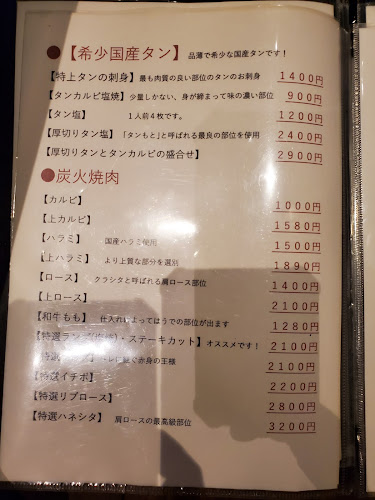 ●【希少国産タン】 品薄で希少な国産タンです！
【特上タンの刺身】 最も肉質の良い部位のタンのお刺身 1400円
【タンカルビ塩焼】 少量しかない、身が締まって味の濃い部位 900円
【タン塩】 1人前4枚です。 1200円
【厚切りタン塩】 「タンもと」と呼ばれる最良の部位を使用 2400円
【厚切りタンとタンカルビの盛合せ】 2900円
●炭火焼肉
【カルビ】 1000円
【上カルビ】 1580円
【ハラミ】 国産ハラミ使用 1500円
【上ハラミ】 より上質な部分を選別 1890円
【ロース】 クラシタと呼ばれる肩ロース部位 1400円
【上ロース】 2100円
【和牛もも】 仕入れによってはうでの部位が出ます 1280円
【特選ラン ・ステーキカット】オススメです！ 2100円
【特選 赤身の王様 2100円
【特選イチボ】 2200円
【特選リブロース】 2800円
【特選ハネシタ】 肩ロースの最高級部位 3200円